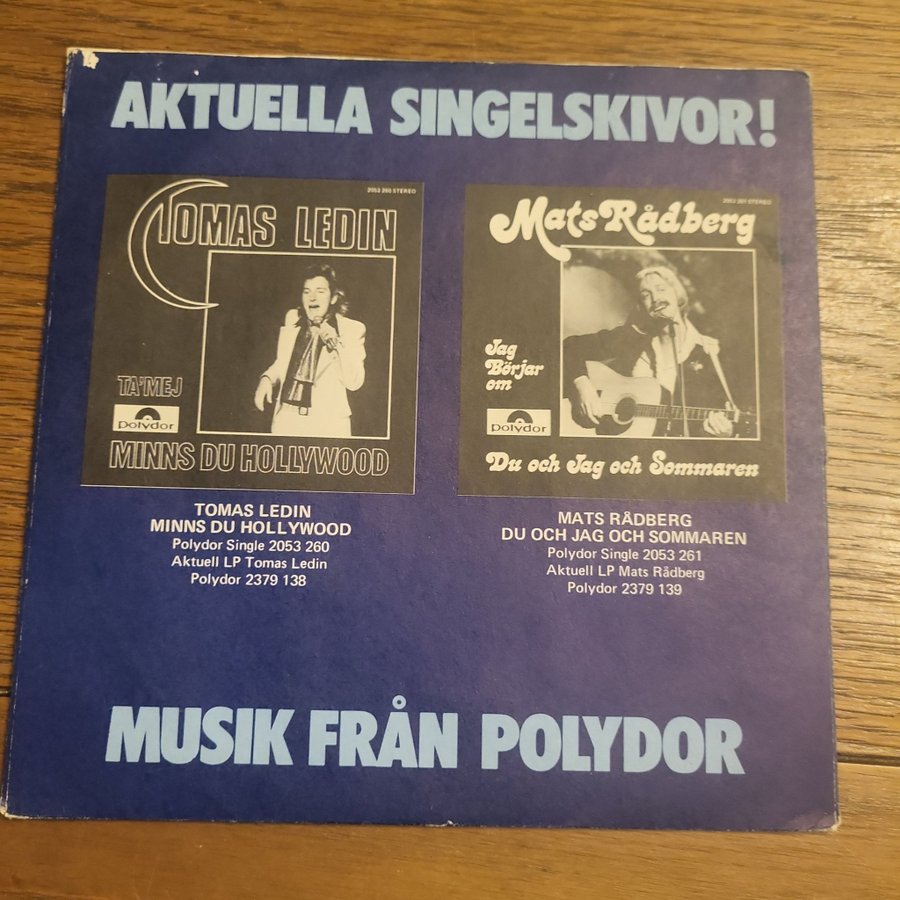 AKTUELLA SINGELSKIVOR!
2053 260 STEREO
TOMAS LEDIN
TA'MEJ
polydor
MINNS DU HOLLYWOOD
TOMAS LEDIN
MINNS DU HOLLYWOOD
Polydor Single 2053 260
Aktuell LP Tomas Ledin
Polydor 2379 138
2053 261 STEREO
Mats Rådberg
Jag
Börjar
om
polydor
Du och Jag och Sommaren
MATS RÅDBERG
DU OCH JAG OCH SOMMAREN
Polydor Single 2053 261
Aktuell LP Mats Rådberg
Polydor 2379 139
MUSIK FRÅN POLYDOR